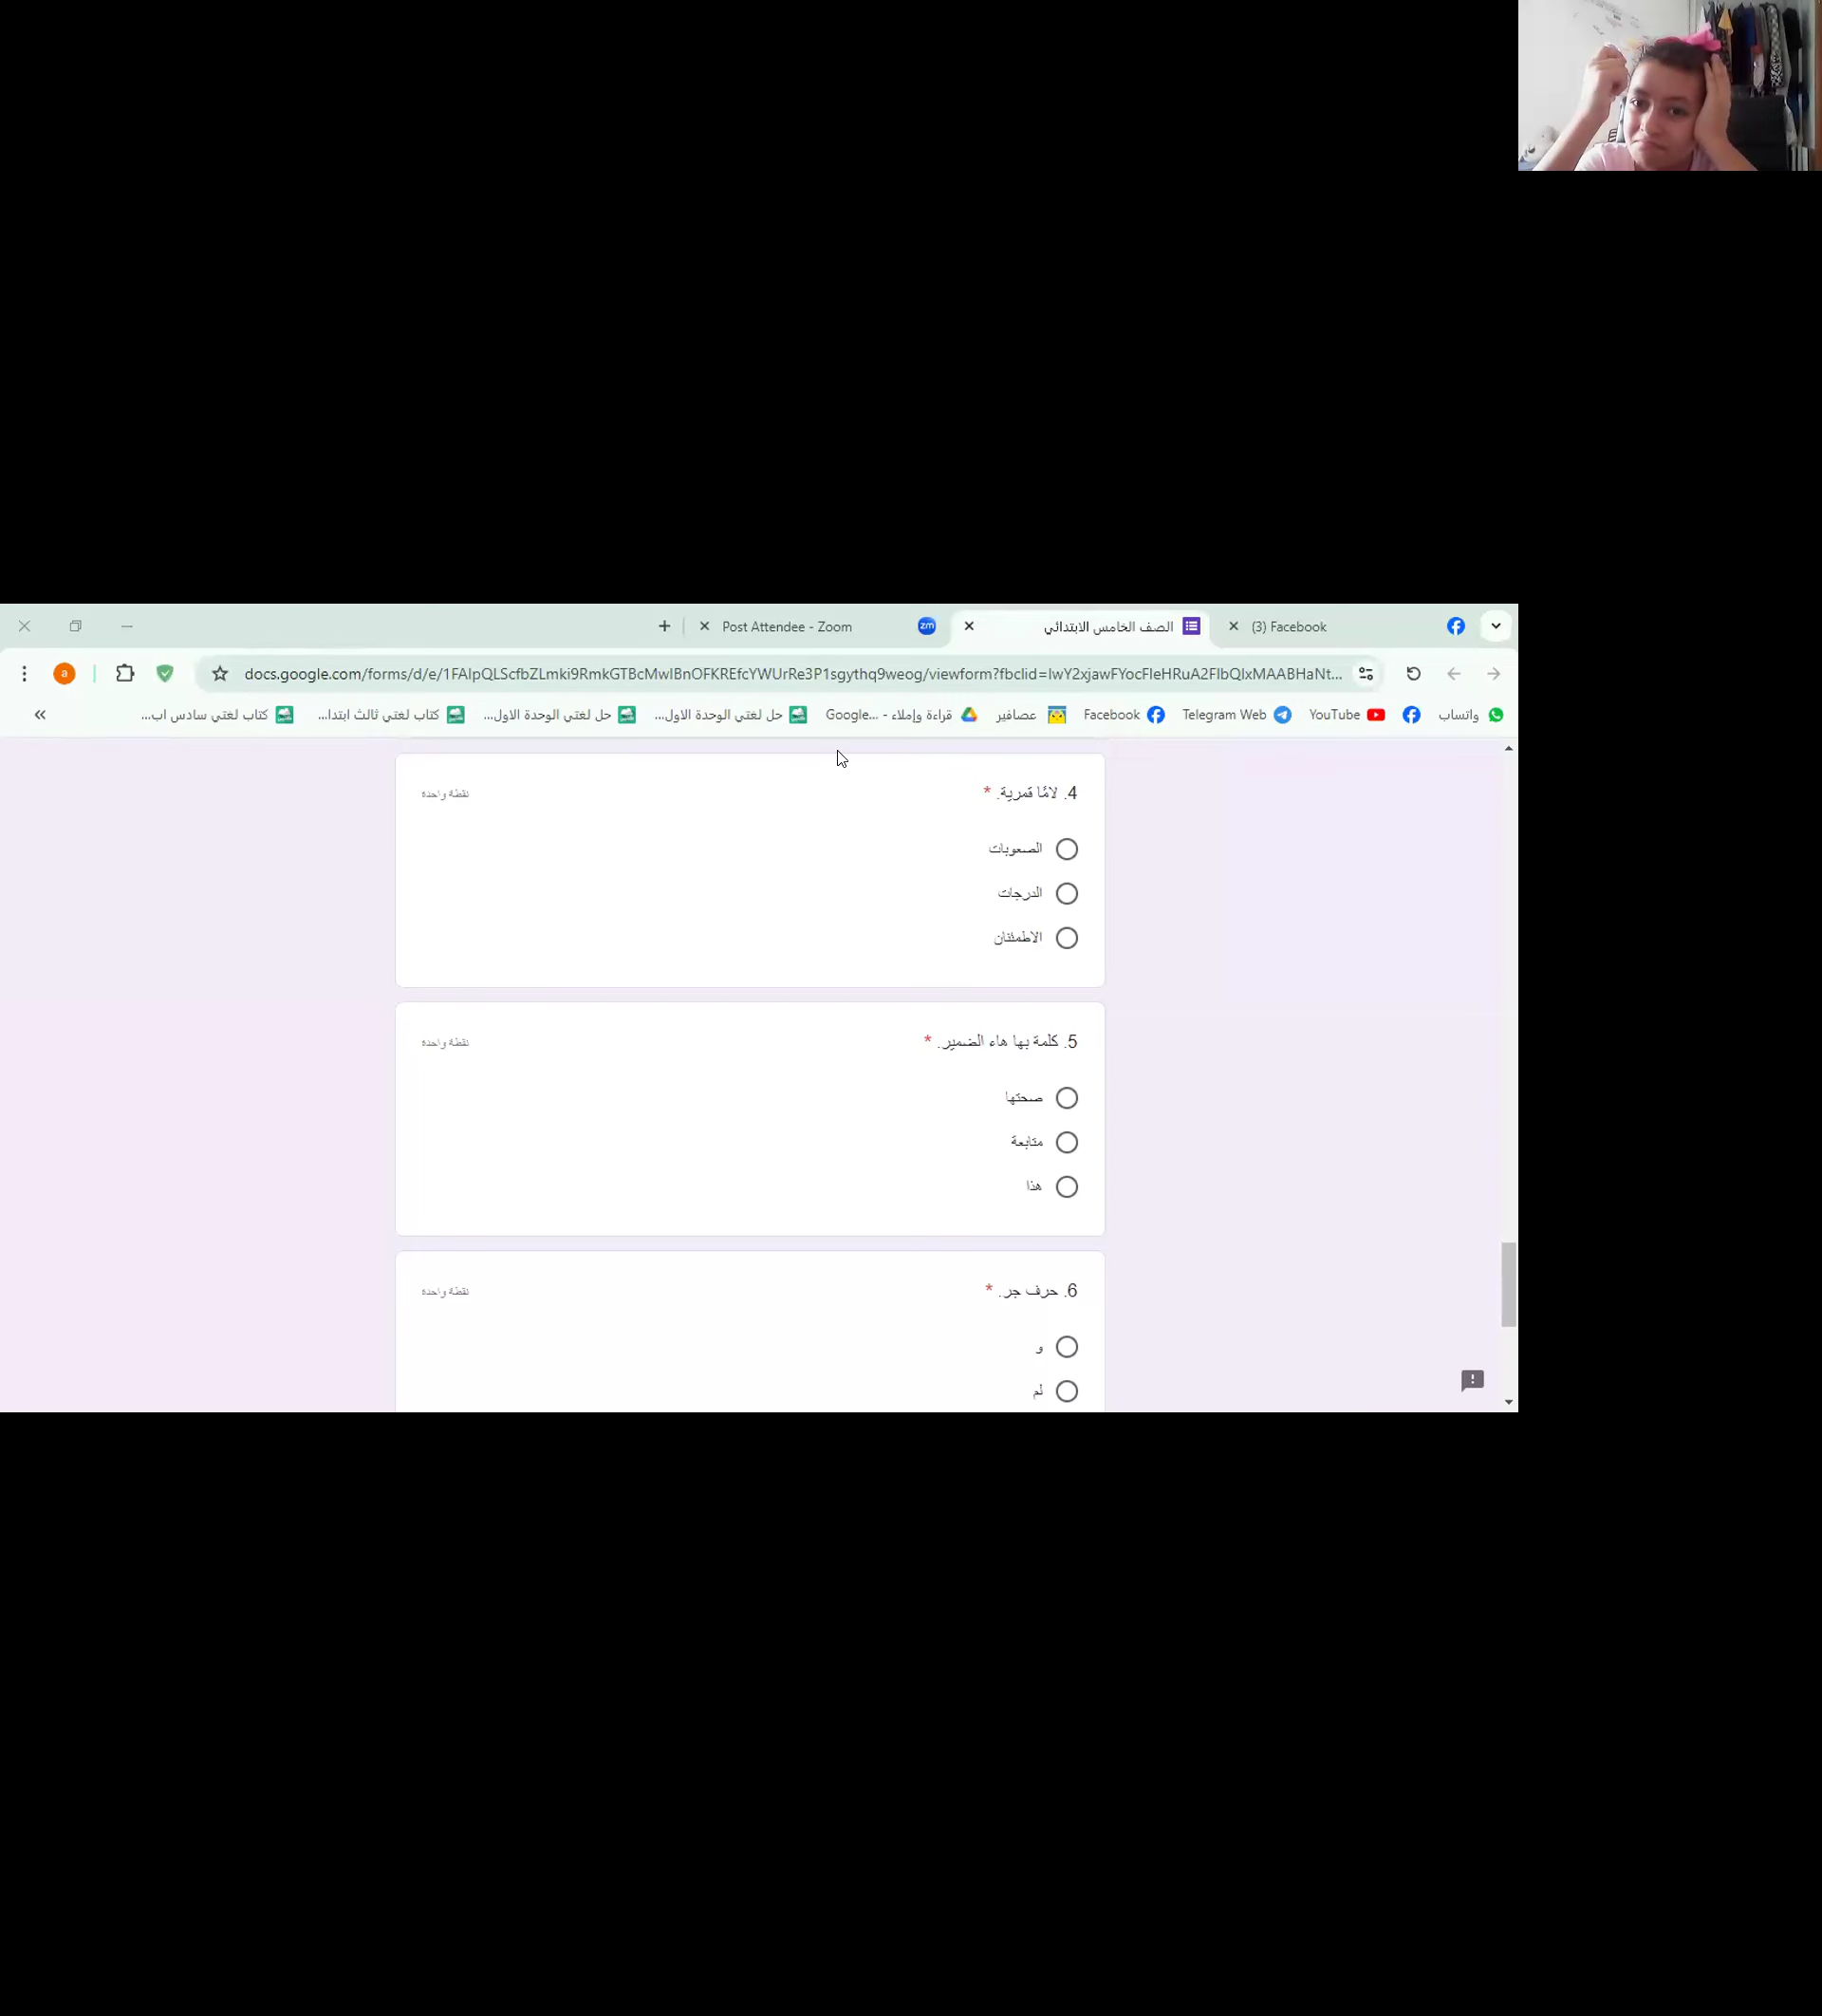 (3) Facebook
الصف الخامس الابتدائي
Post Attendee - Zoom
docs.google.com/forms/d/e/1FAIpQLScfbZLmki9RmkGTBcMwIBnOFKREfcYWUrRe3P1sgythq9weog/viewform?fbclid=IwY2xjawFYocFleHRuA2FlbQIxMAABHaNt...
a
واتساب
YouTube
Telegram Web
Facebook
عصافير
قراءة وإملاء - Google...
حل لغتي الوحدة الاول...
حل لغتي الوحدة الاول...
كتاب لغتي ثالث ابتدا...
كتاب لغتي سادس اب...
4. لامًا قمرية. *
نقطة واحدة
الصعوبات
الدرجات
الاطمئنان
5. كلمة بها هاء الضمير. *
نقطة واحدة
صحتها
متابعة
هذا
6. حرف جر. *
نقطة واحدة
و
لم